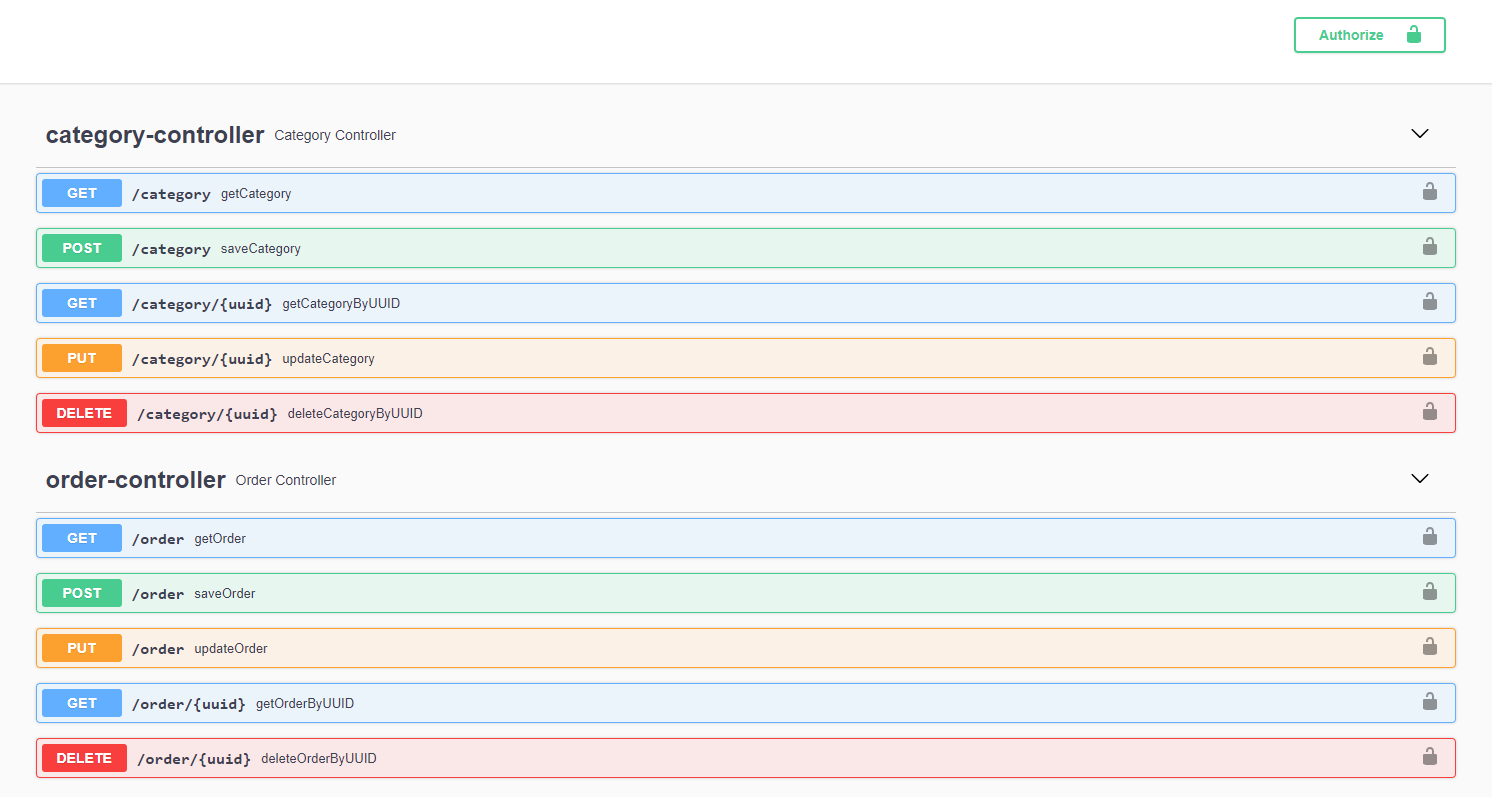 Authorize
category-controller Category Controller
GET /category getCategory
POST /category saveCategory
GET /category/{uuid} getCategoryByUUID
PUT /category/{uuid} updateCategory
DELETE /category/{uuid} deleteCategoryByUUID
order-controller Order Controller
GET /order getOrder
POST /order saveOrder
PUT /order updateOrder
GET /order/{uuid} getOrderByUUID
DELETE /order/{uuid} deleteOrderByUUID